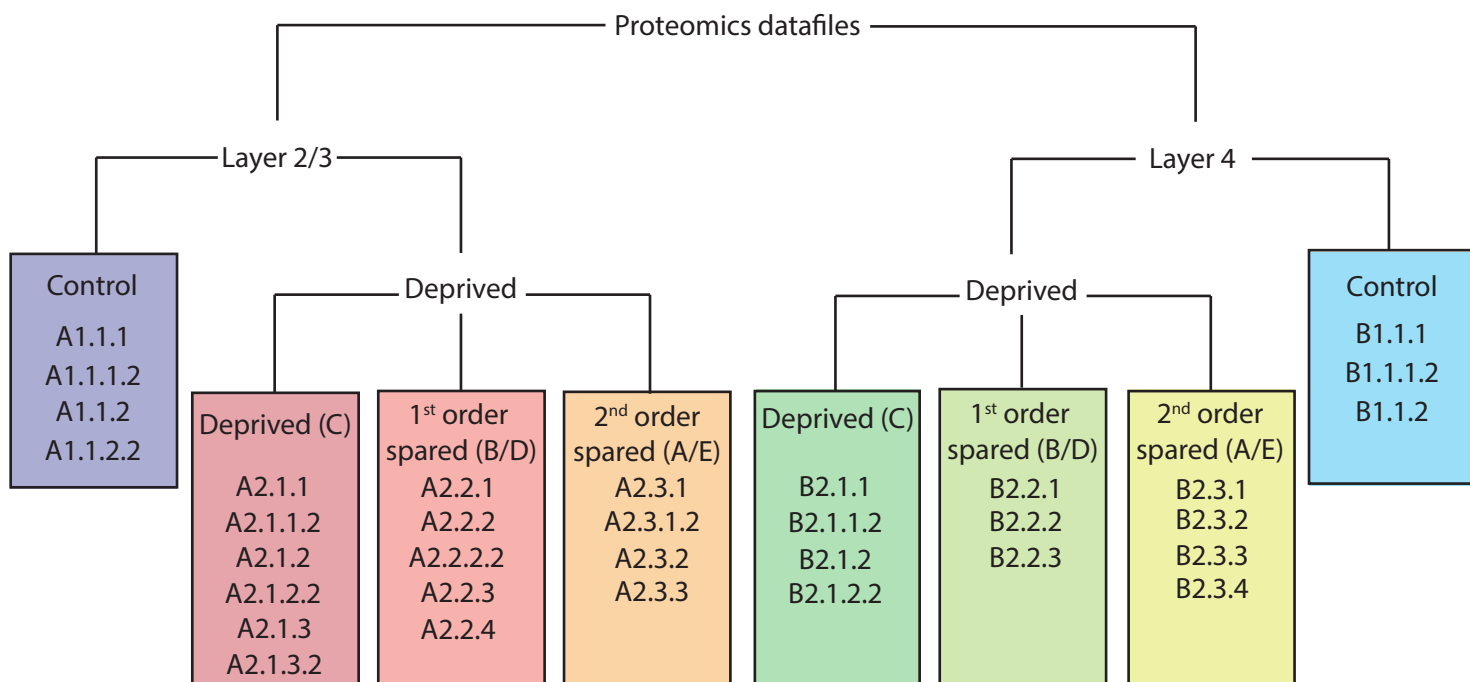 Proteomics datafiles
Layer 2/3
Layer 4
Control
A1.1.1
A1.1.1.2
A1.1.2
A1.1.2.2
Deprived
Deprived (C)
A2.1.1
A2.1.1.2
A2.1.2
A2.1.2.2
A2.1.3
A2.1.3.2
1st order
spared (B/D)
A2.2.1
A2.2.2
A2.2.2.2
A2.2.3
A2.2.4
2nd order
spared (A/E)
A2.3.1
A2.3.1.2
A2.3.2
A2.3.3
Deprived
Deprived (C)
B2.1.1
B2.1.1.2
B2.1.2
B2.1.2.2
1st order
spared (B/D)
B2.2.1
B2.2.2
B2.2.3
2nd order
spared (A/E)
B2.3.1
B2.3.2
B2.3.3
B2.3.4
Control
B1.1.1
B1.1.1.2
B1.1.2